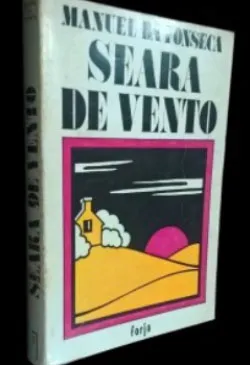 MANUEL DA FONSECA
SEARA
DE VENTO
forja
SEARA DE VENTO